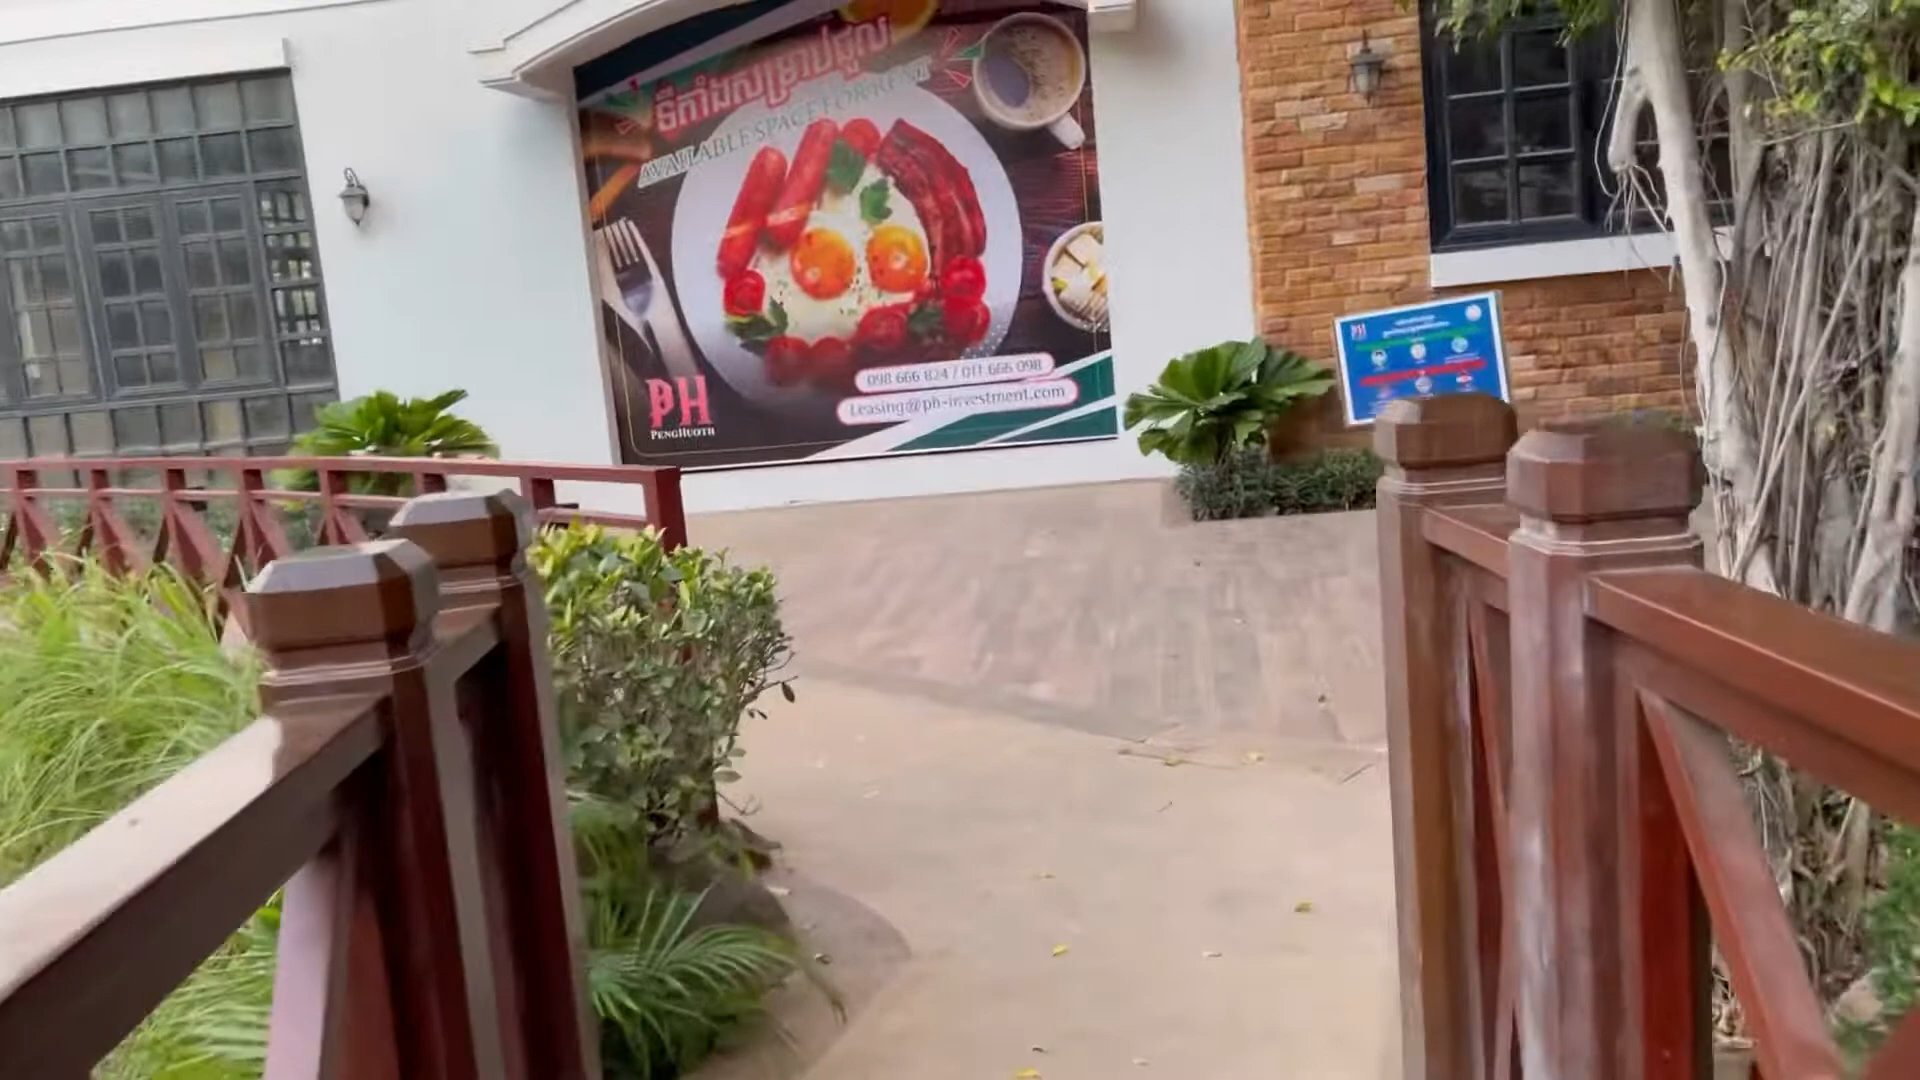 ទីតាំងសម្រាប់ជួល
AVAILABLE SPACE FOR RENT
098 666 824 / 011 666 098
Leasing@ph-investment.com
PH
PENGHUOTH
PH